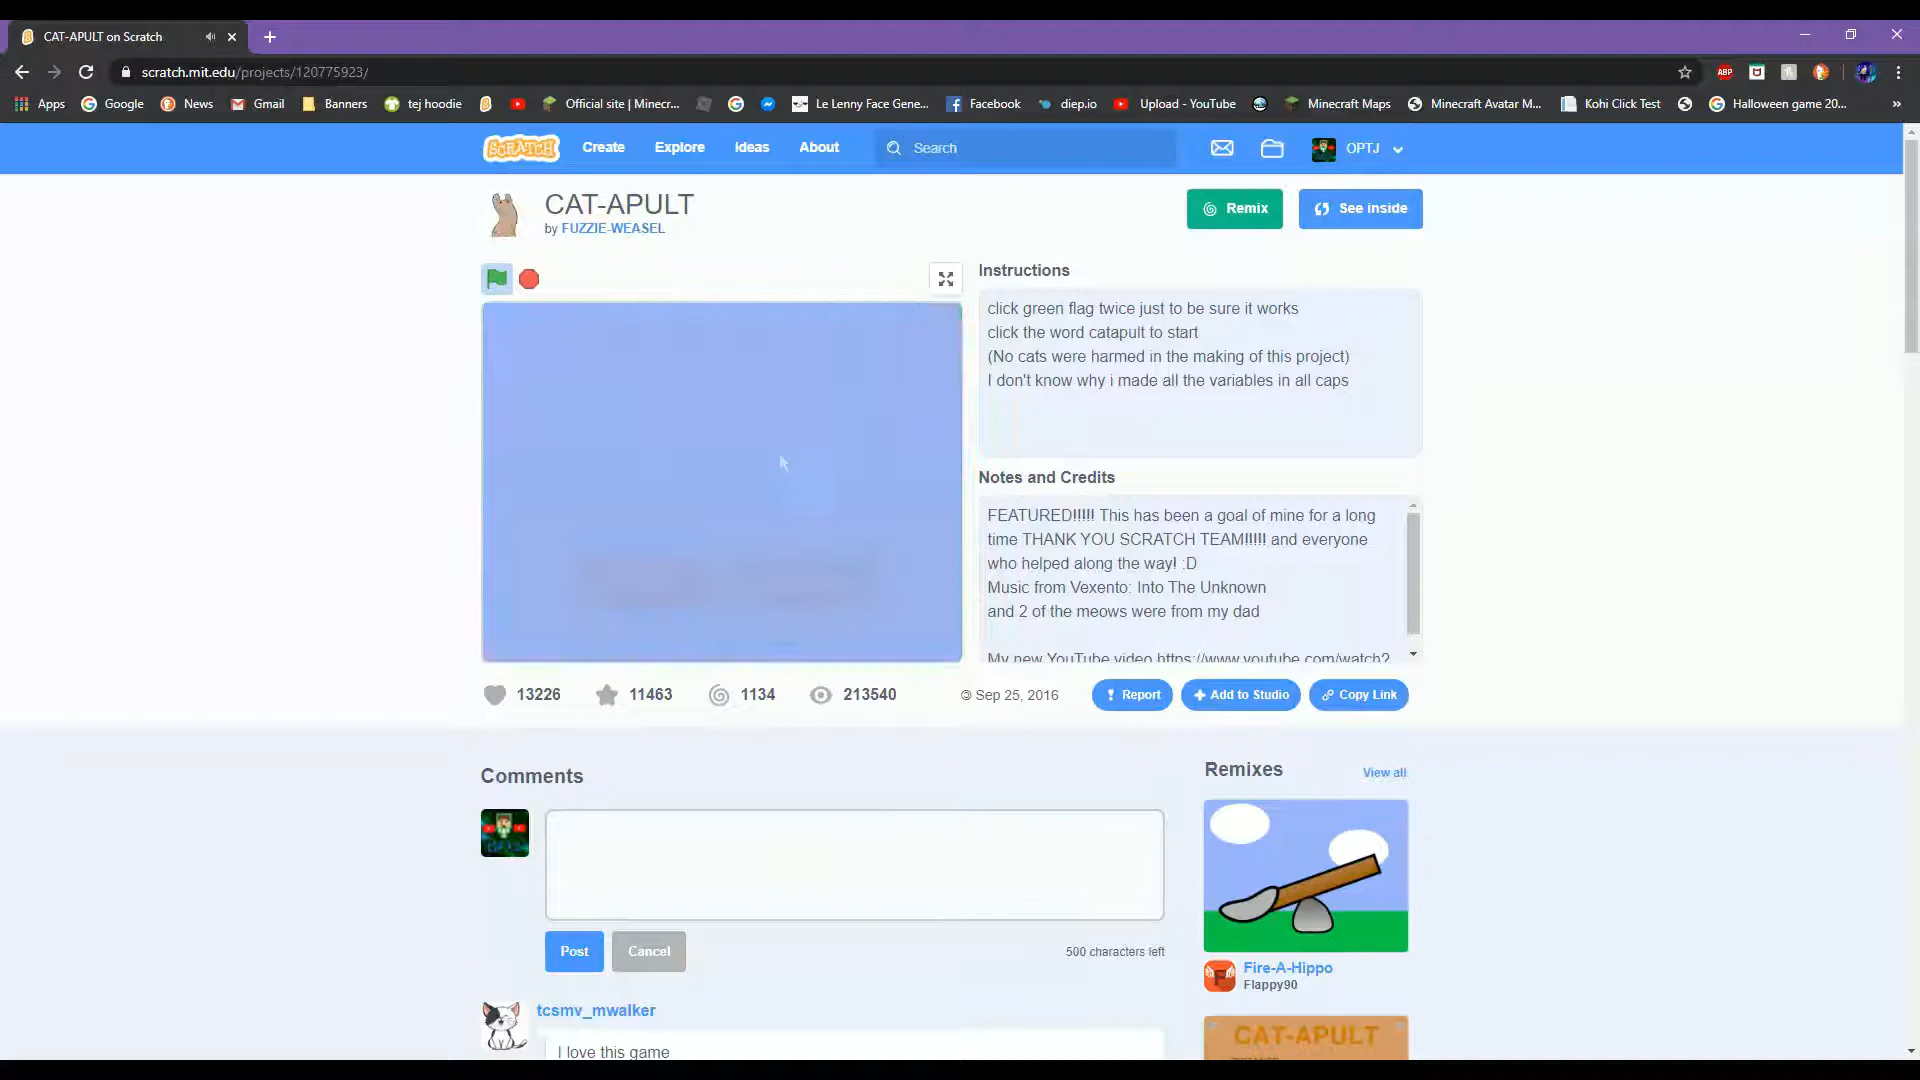 CAT-APULT on Scratch
scratch.mit.edu/projects/120775923/
ABP
Apps Google News Gmail Banners tej hoodie Official site | Minecr... Le Lenny Face Gene... Facebook diep.io Upload - YouTube Minecraft Maps Minecraft Avatar M... Kohi Click Test Halloween game 20... »
SCRATCH Create Explore Ideas About Search OPTJ
CAT-APULT
by FUZZIE-WEASEL
Remix See inside
Instructions
click green flag twice just to be sure it works
click the word catapult to start
(No cats were harmed in the making of this project)
I don't know why i made all the variables in all caps
Notes and Credits
FEATURED!!!!! This has been a goal of mine for a long
time THANK YOU SCRATCH TEAM!!!!! and everyone
who helped along the way! :D
Music from Vexento: Into The Unknown
and 2 of the meows were from my dad
My new YouTube video https://www.youtube.com/watch?
13226 11463 1134 213540
© Sep 25, 2016
Report Add to Studio Copy Link
Comments
Post Cancel
500 characters left
tcsmv_mwalker
I love this game
Remixes
View all
Fire-A-Hippo
Flappy90
CAT-APULT